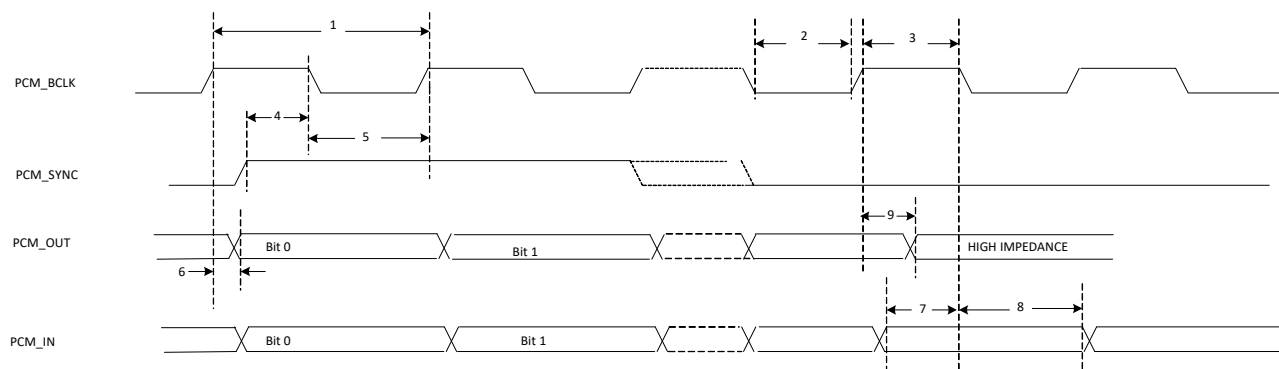 1
2
3
PCM_BCLK
4
5
PCM_SYNC
9
PCM_OUT
Bit 0
Bit 1
HIGH IMPEDANCE
6
7
8
PCM_IN
Bit 0
Bit 1